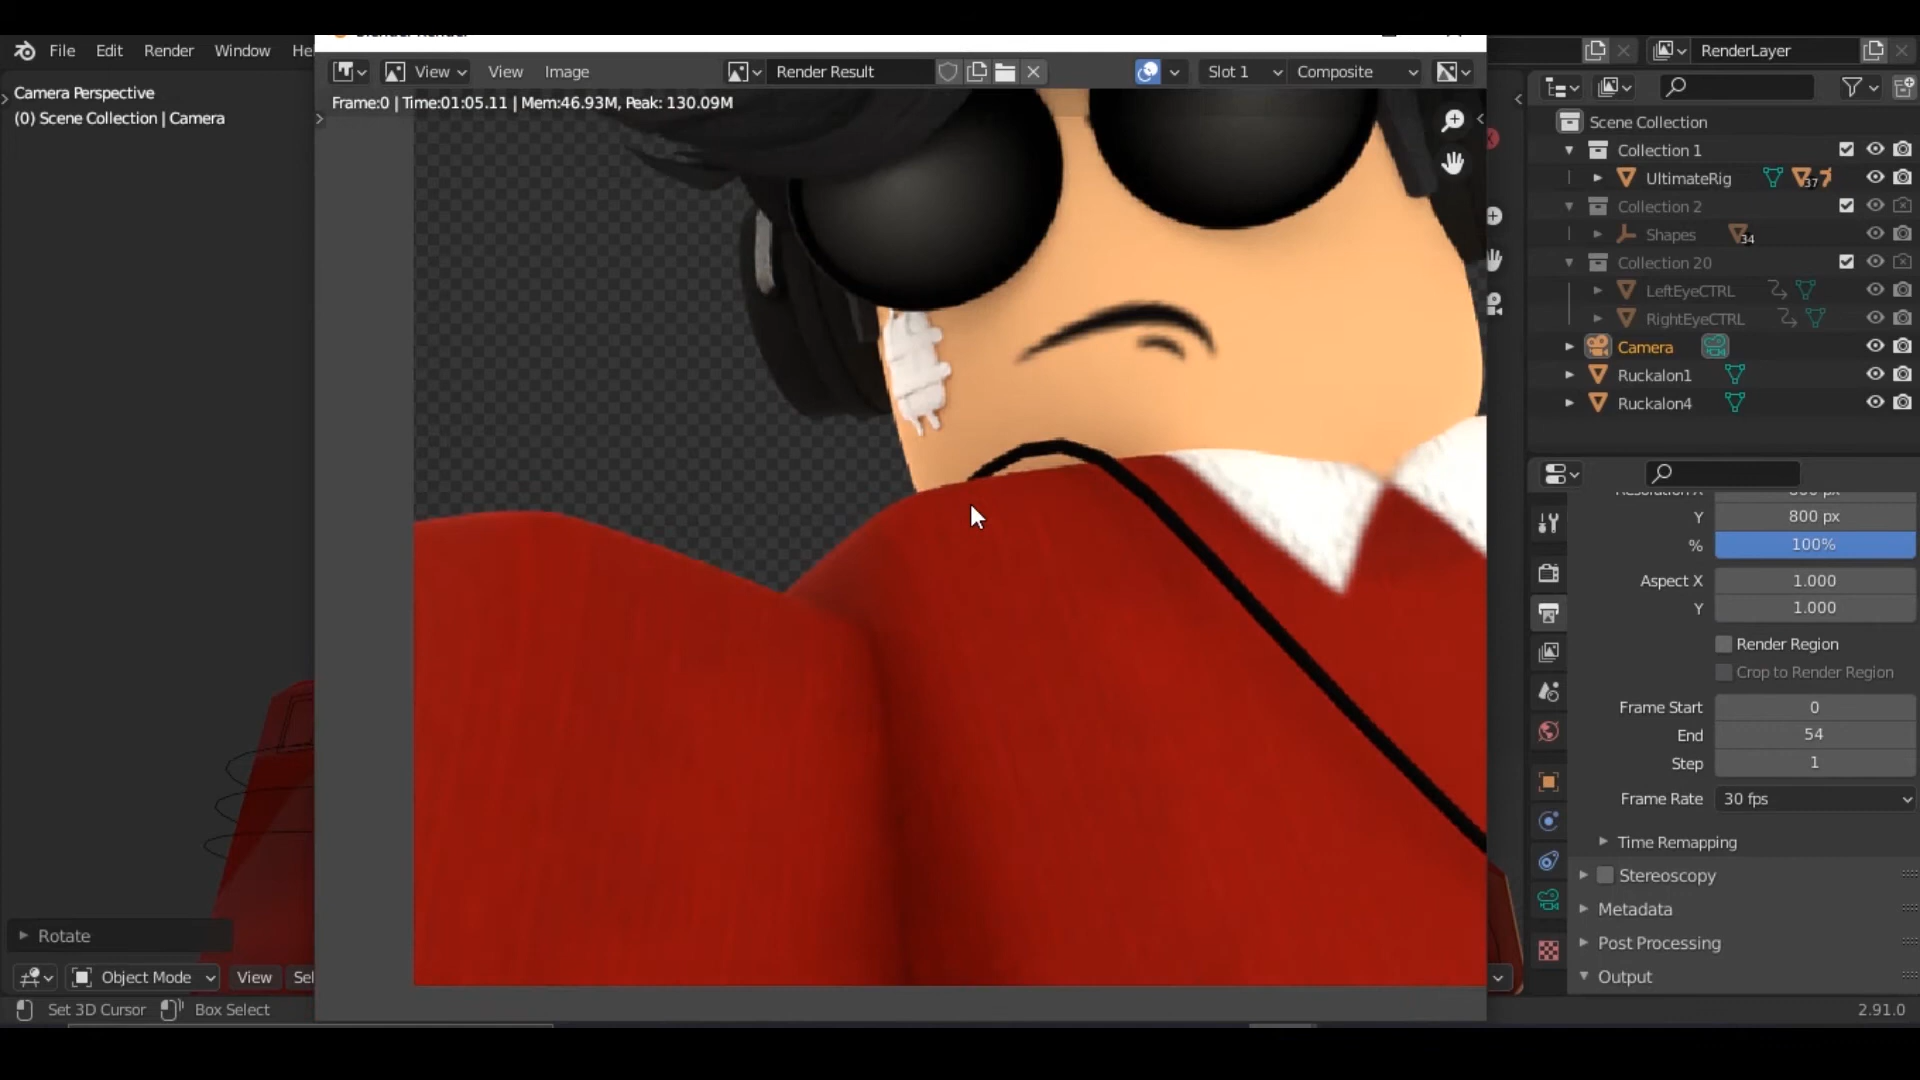 File Edit Render Window He
RenderLayer
View View Image Render Result Slot 1 Composite
Camera Perspective
(0) Scene Collection | Camera
Frame:0 | Time:01:05.11 | Mem:46.93M, Peak: 130.09M
Scene Collection
Collection 1
UltimateRig 37
Collection 2
Shapes 34
Collection 20
LeftEyeCTRL
RightEyeCTRL
Camera
Ruckalon1
Ruckalon4
Y 800 px
% 100%
Aspect X 1.000
Y 1.000
Render Region
Crop to Render Region
Frame Start 0
End 54
Step 1
Frame Rate 30 fps
Time Remapping
Stereoscopy
Metadata
Post Processing
Output
Rotate
Object Mode View Sel
Set 3D Cursor Box Select
2.91.0